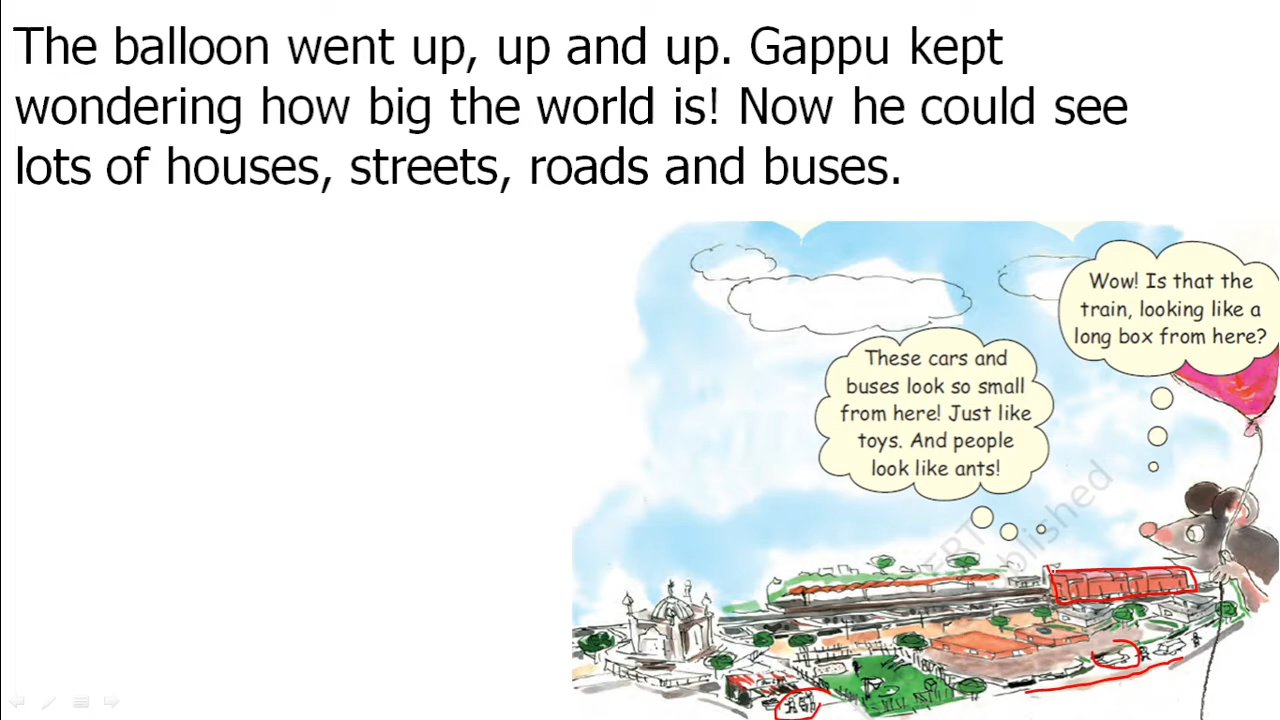 The balloon went up, up and up. Gappu kept
wondering how big the world is! Now he could see
lots of houses, streets, roads and buses.
Wow! Is that the
train, looking like a
long box from here?
These cars and
buses look so small
from here! Just like
toys. And people
look like ants!